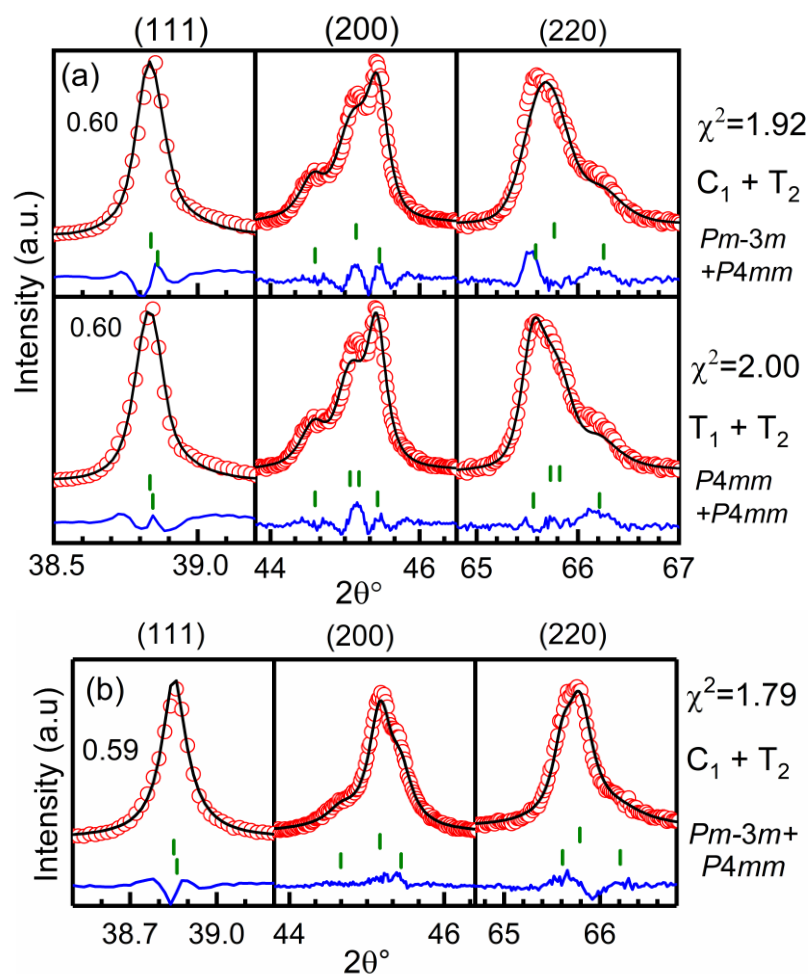 (111) (200) (220)
(a)
0.60
χ²=1.92
C₁ + T₂
Pm-3m
+P4mm
Intensity (a.u.)
0.60
χ²=2.00
T₁ + T₂
P4mm
+P4mm
38.5 39.0 44 46 65 66 67
2θ°
(111) (200) (220)
(b)
0.59
χ²=1.79
C₁ + T₂
Pm-3m+
P4mm
Intensity (a.u)
38.7 39.0 44 46 65 66
2θ°